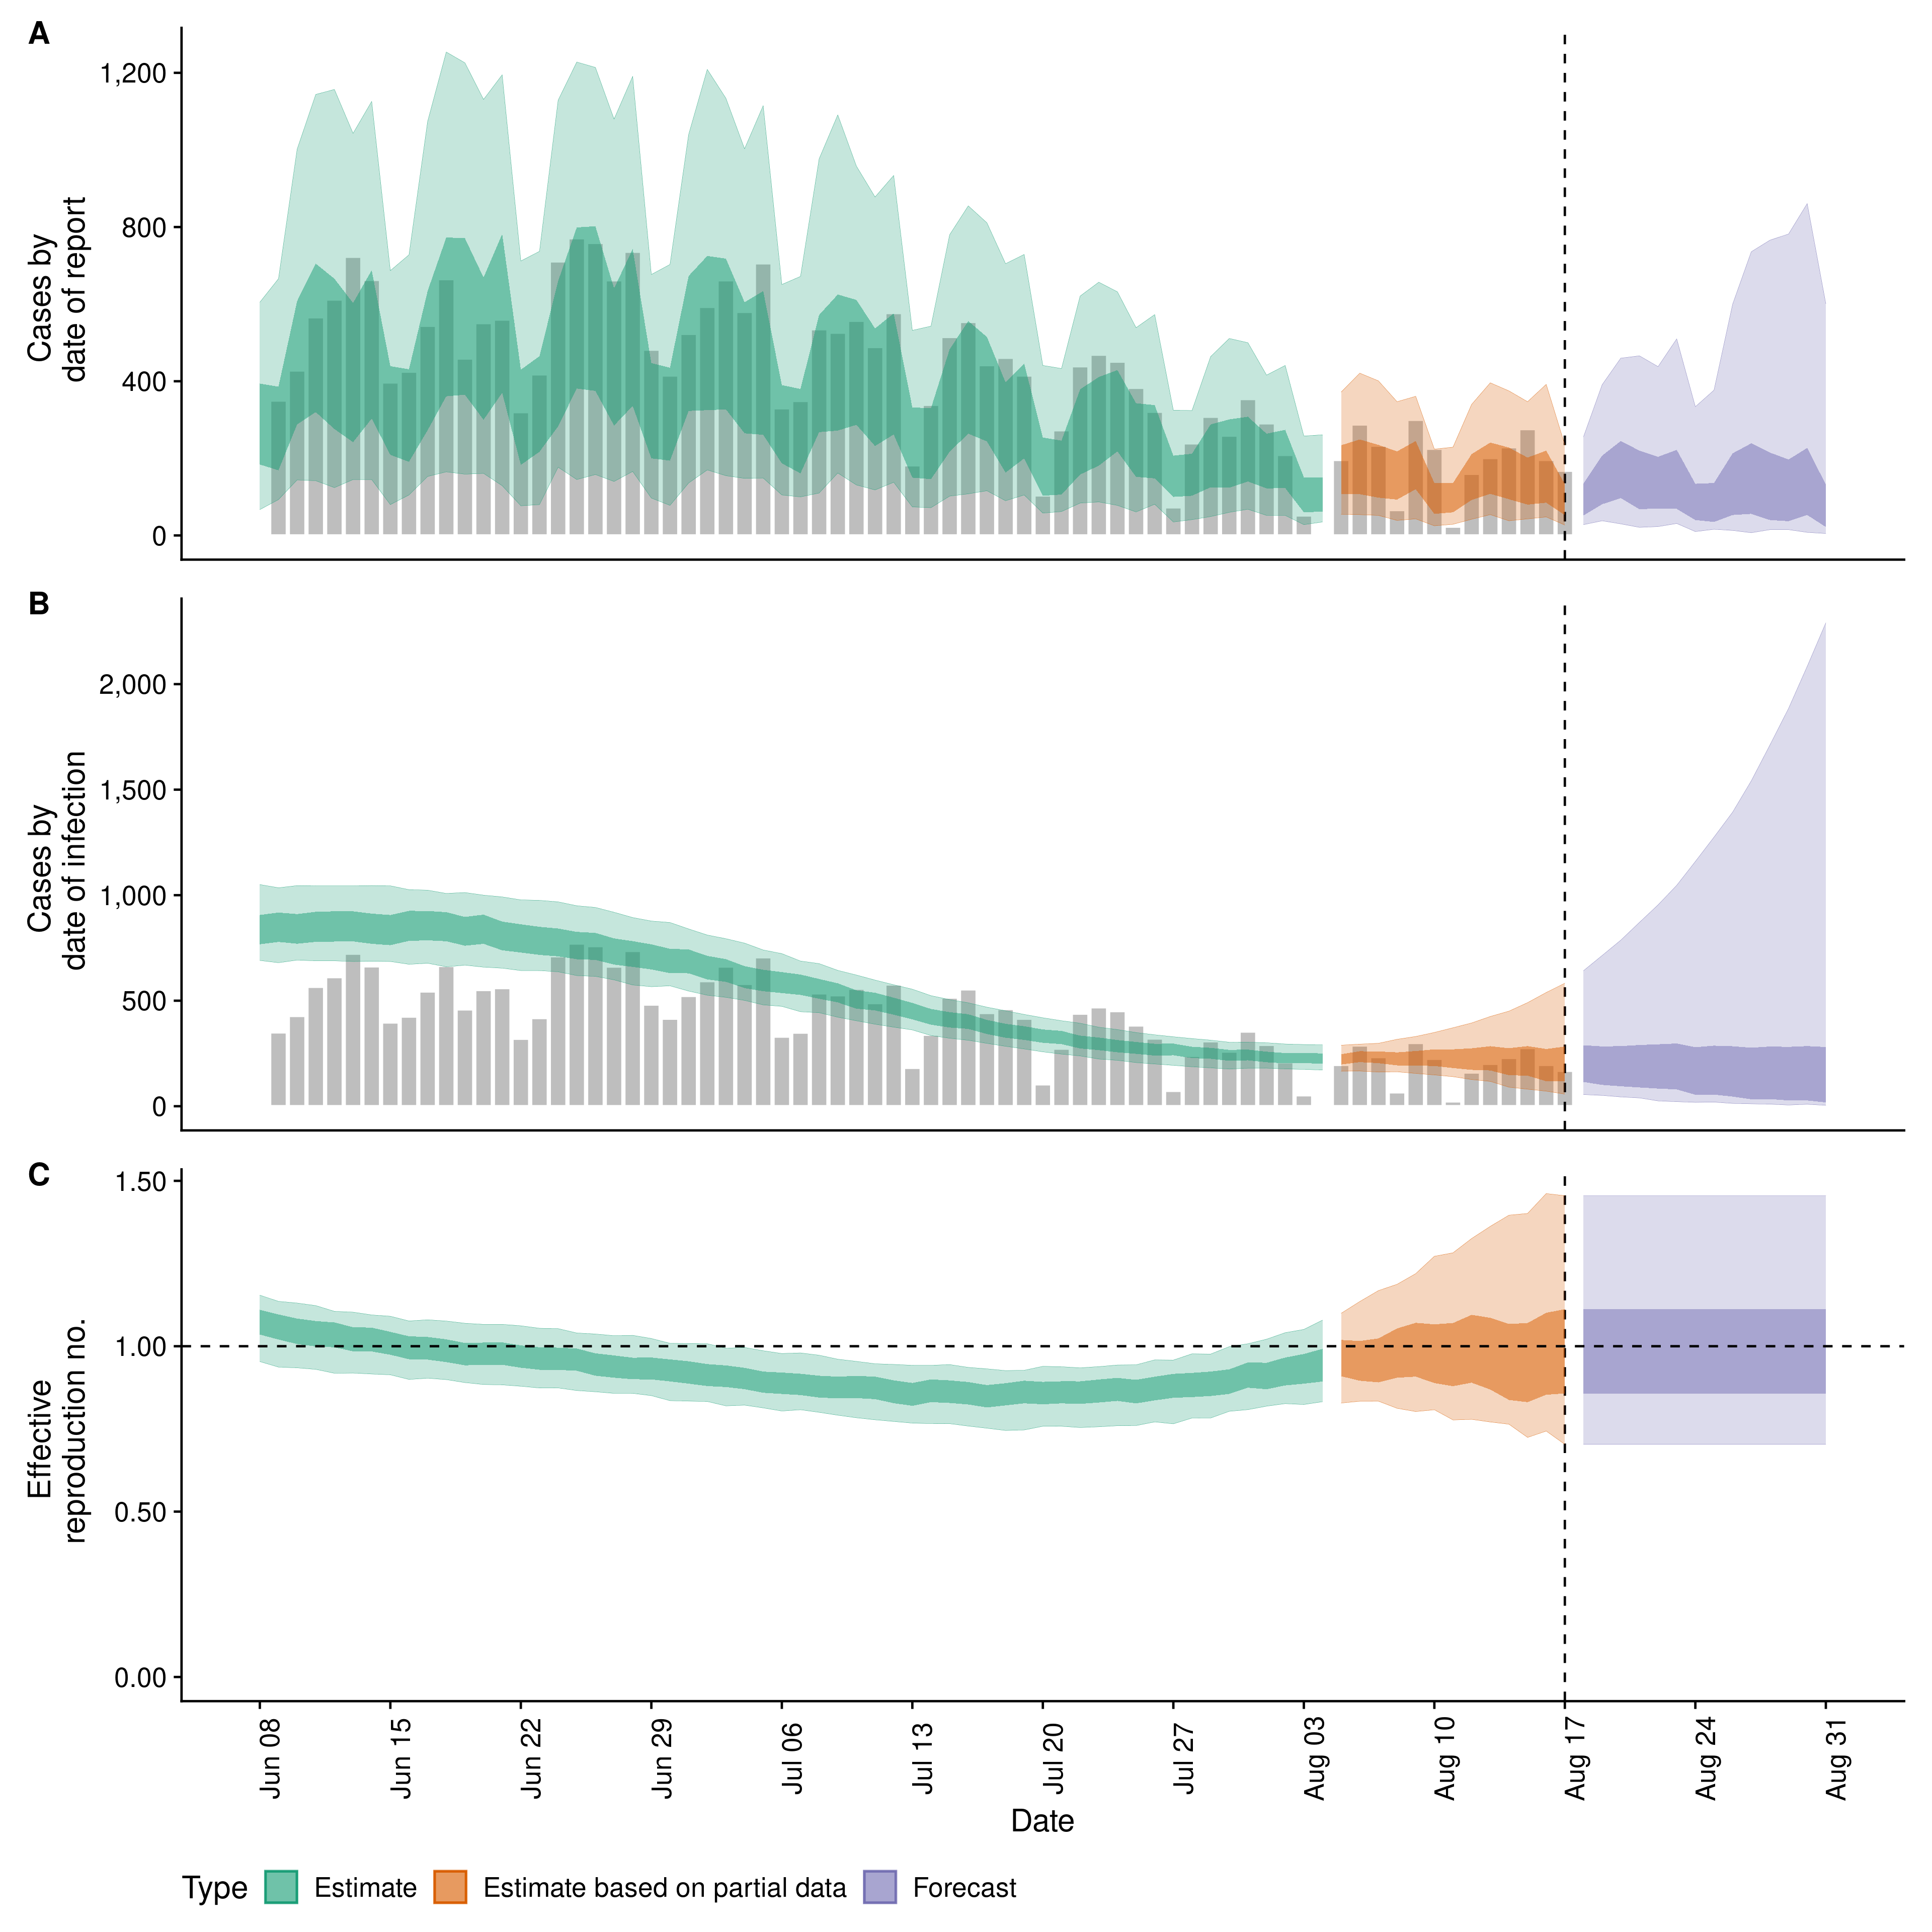 A
Cases by
date of report
1,200
800
400
0
B
Cases by
date of infection
2,000
1,500
1,000
500
0
C
Effective
reproduction no.
1.50
1.00
0.50
0.00
Jun 08
Jun 15
Jun 22
Jun 29
Jul 06
Jul 13
Jul 20
Jul 27
Aug 03
Aug 10
Aug 17
Aug 24
Aug 31
Date
Type Estimate Estimate based on partial data Forecast